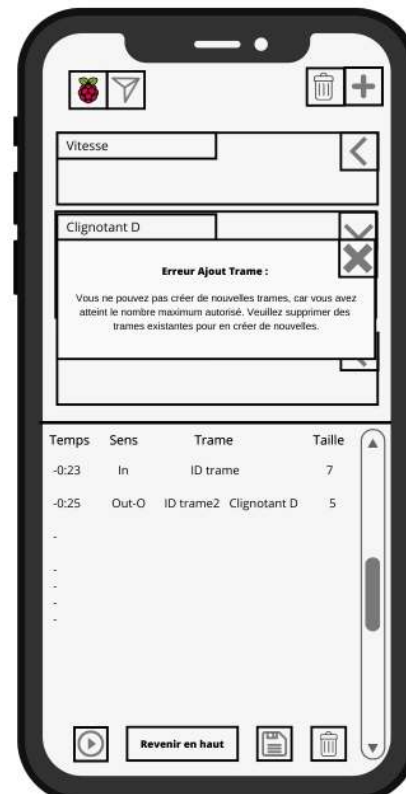 Vitesse
Clignotant D
Erreur Ajout Trame :
Vous ne pouvez pas créer de nouvelles trames, car vous avez
atteint le nombre maximum autorisé. Veuillez supprimer des
trames existantes pour en créer de nouvelles.
Temps Sens Trame Taille
-0:23 In ID trame 7
-0:25 Out-O ID trame2 Clignotant D 5
-
-
-
-
-
Revenir en haut